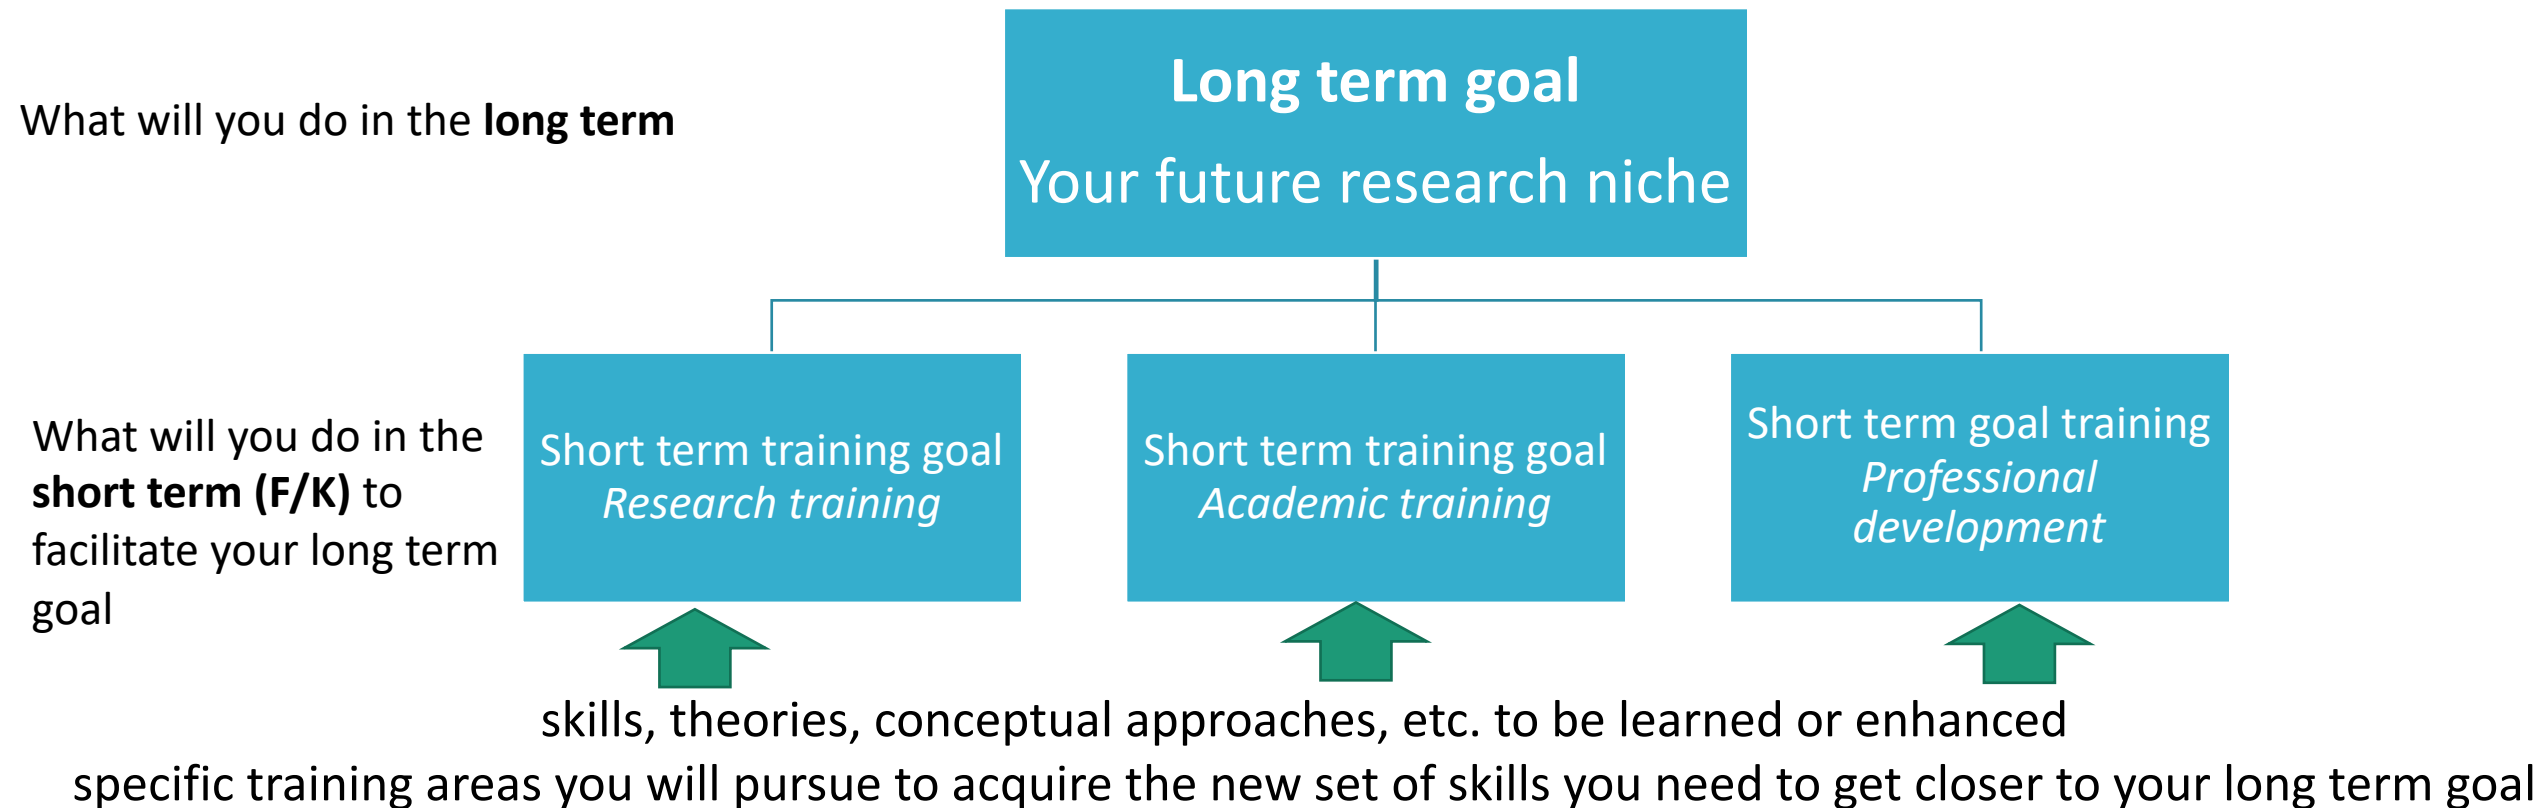 Long term goal
Your future research niche
What will you do in the long term
Short term training goal
Research training
Short term training goal
Academic training
Short term goal training
Professional
development
What will you do in the
short term (F/K) to
facilitate your long term
goal
skills, theories, conceptual approaches, etc. to be learned or enhanced
specific training areas you will pursue to acquire the new set of skills you need to get closer to your long term goal